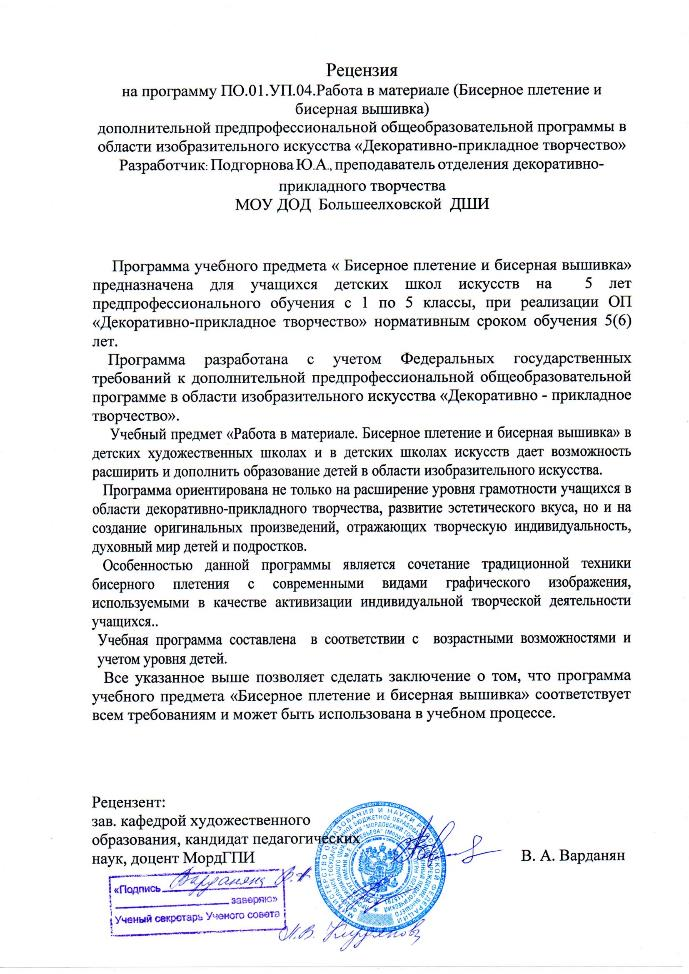 Рецензия
на программу ПО.01.УП.04.Работа в материале (Бисерное плетение и
бисерная вышивка)
дополнительной предпрофессиональной общеобразовательной программы в
области изобразительного искусства «Декоративно-прикладное творчество»
Разработчик: Подгорнова Ю.А., преподаватель отделения декоративно-
прикладного творчества
МОУ ДОД Большеелховской ДШИ
Программа учебного предмета « Бисерное плетение и бисерная вышивка»
предназначена для учащихся детских школ искусств на 5 лет
предпрофессионального обучения с 1 по 5 классы, при реализации ОП
«Декоративно-прикладное творчество» нормативным сроком обучения 5(6)
лет.
Программа разработана с учетом Федеральных государственных
требований к дополнительной предпрофессиональной общеобразовательной
программе в области изобразительного искусства «Декоративно - прикладное
творчество».
Учебный предмет «Работа в материале. Бисерное плетение и бисерная вышивка» в
детских художественных школах и в детских школах искусств дает возможность
расширить и дополнить образование детей в области изобразительного искусства.
Программа ориентирована не только на расширение уровня грамотности учащихся в
области декоративно-прикладного творчества, развитие эстетического вкуса, но и на
создание оригинальных произведений, отражающих творческую индивидуальность,
духовный мир детей и подростков.
Особенностью данной программы является сочетание традиционной техники
бисерного плетения с современными видами графического изображения,
используемыми в качестве активизации индивидуальной творческой деятельности
учащихся..
Учебная программа составлена в соответствии с возрастными возможностями и
учетом уровня детей.
Все указанное выше позволяет сделать заключение о том, что программа
учебного предмета «Бисерное плетение и бисерная вышивка» соответствует
всем требованиям и может быть использована в учебном процессе.
Рецензент:
зав. кафедрой художественного
образования, кандидат педагогических
наук, доцент МордГПИ В. А. Варданян
«Подпись
заверяю»
Ученый секретарь Ученого совета